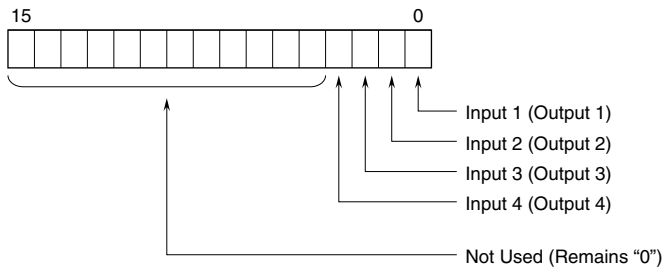 15 0
Input 1 (Output 1)
Input 2 (Output 2)
Input 3 (Output 3)
Input 4 (Output 4)
Not Used (Remains “0”)